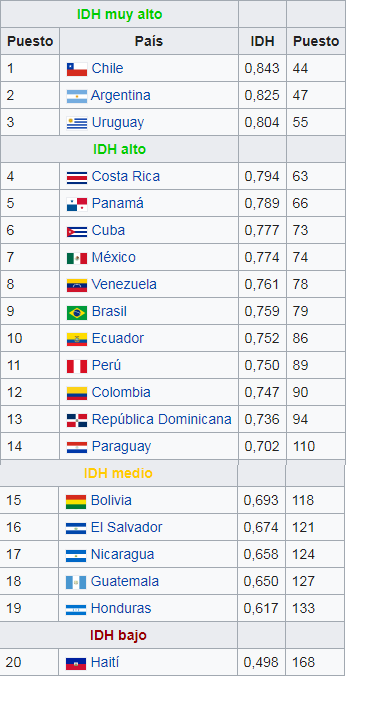 IDH muy alto
Puesto País IDH Puesto
1 Chile 0,843 44
2 Argentina 0,825 47
3 Uruguay 0,804 55
IDH alto
4 Costa Rica 0,794 63
5 Panamá 0,789 66
6 Cuba 0,777 73
7 México 0,774 74
8 Venezuela 0,761 78
9 Brasil 0,759 79
10 Ecuador 0,752 86
11 Perú 0,750 89
12 Colombia 0,747 90
13 República Dominicana 0,736 94
14 Paraguay 0,702 110
IDH medio
15 Bolivia 0,693 118
16 El Salvador 0,674 121
17 Nicaragua 0,658 124
18 Guatemala 0,650 127
19 Honduras 0,617 133
IDH bajo
20 Haití 0,498 168